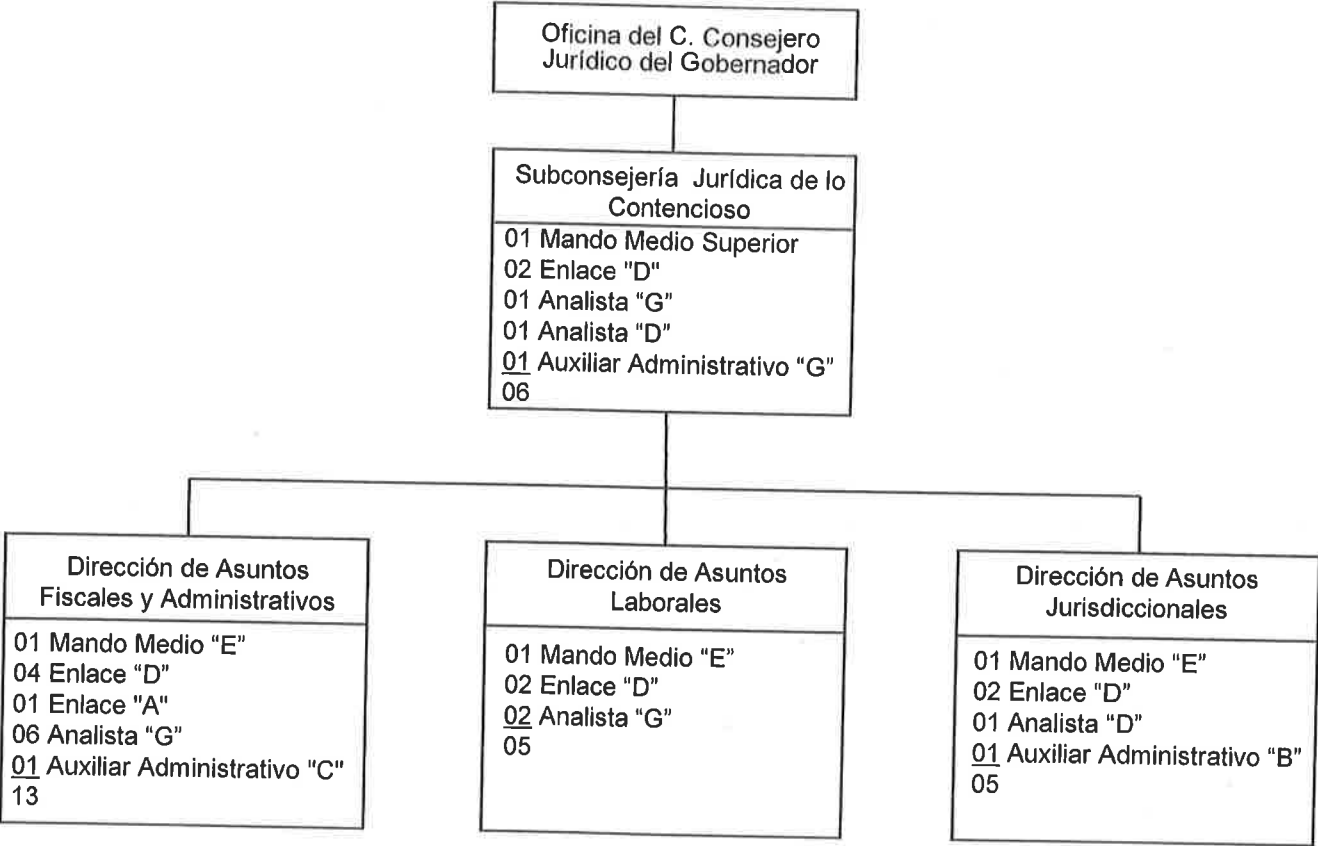 Oficina del C. Consejero
Jurídico del Gobernador
Subconsejería Jurídica de lo
Contencioso
01 Mando Medio Superior
02 Enlace "D"
01 Analista “G”
01 Analista “D”
01 Auxiliar Administrativo “G”
06
Dirección de Asuntos
Fiscales y Administrativos
01 Mando Medio “E”
04 Enlace “D”
01 Enlace "A"
06 Analista “G”
01 Auxiliar Administrativo "C"
13
Dirección de Asuntos
Laborales
01 Mando Medio “E”
02 Enlace “D”
02 Analista “G”
05
Dirección de Asuntos
Jurisdiccionales
01 Mando Medio “E”
02 Enlace “D”
01 Analista “D”
01 Auxiliar Administrativo “B”
05